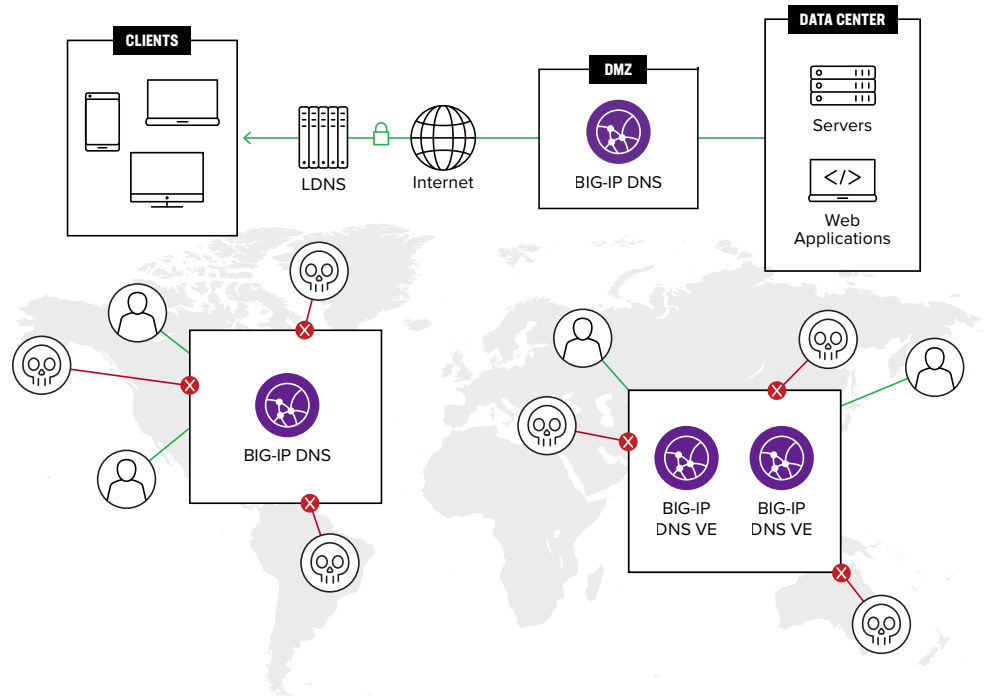 CLIENTS
LDNS
Internet
DMZ
BIG-IP DNS
DATA CENTER
Servers
</>
Web
Applications
BIG-IP DNS
BIG-IP
DNS VE
BIG-IP
DNS VE